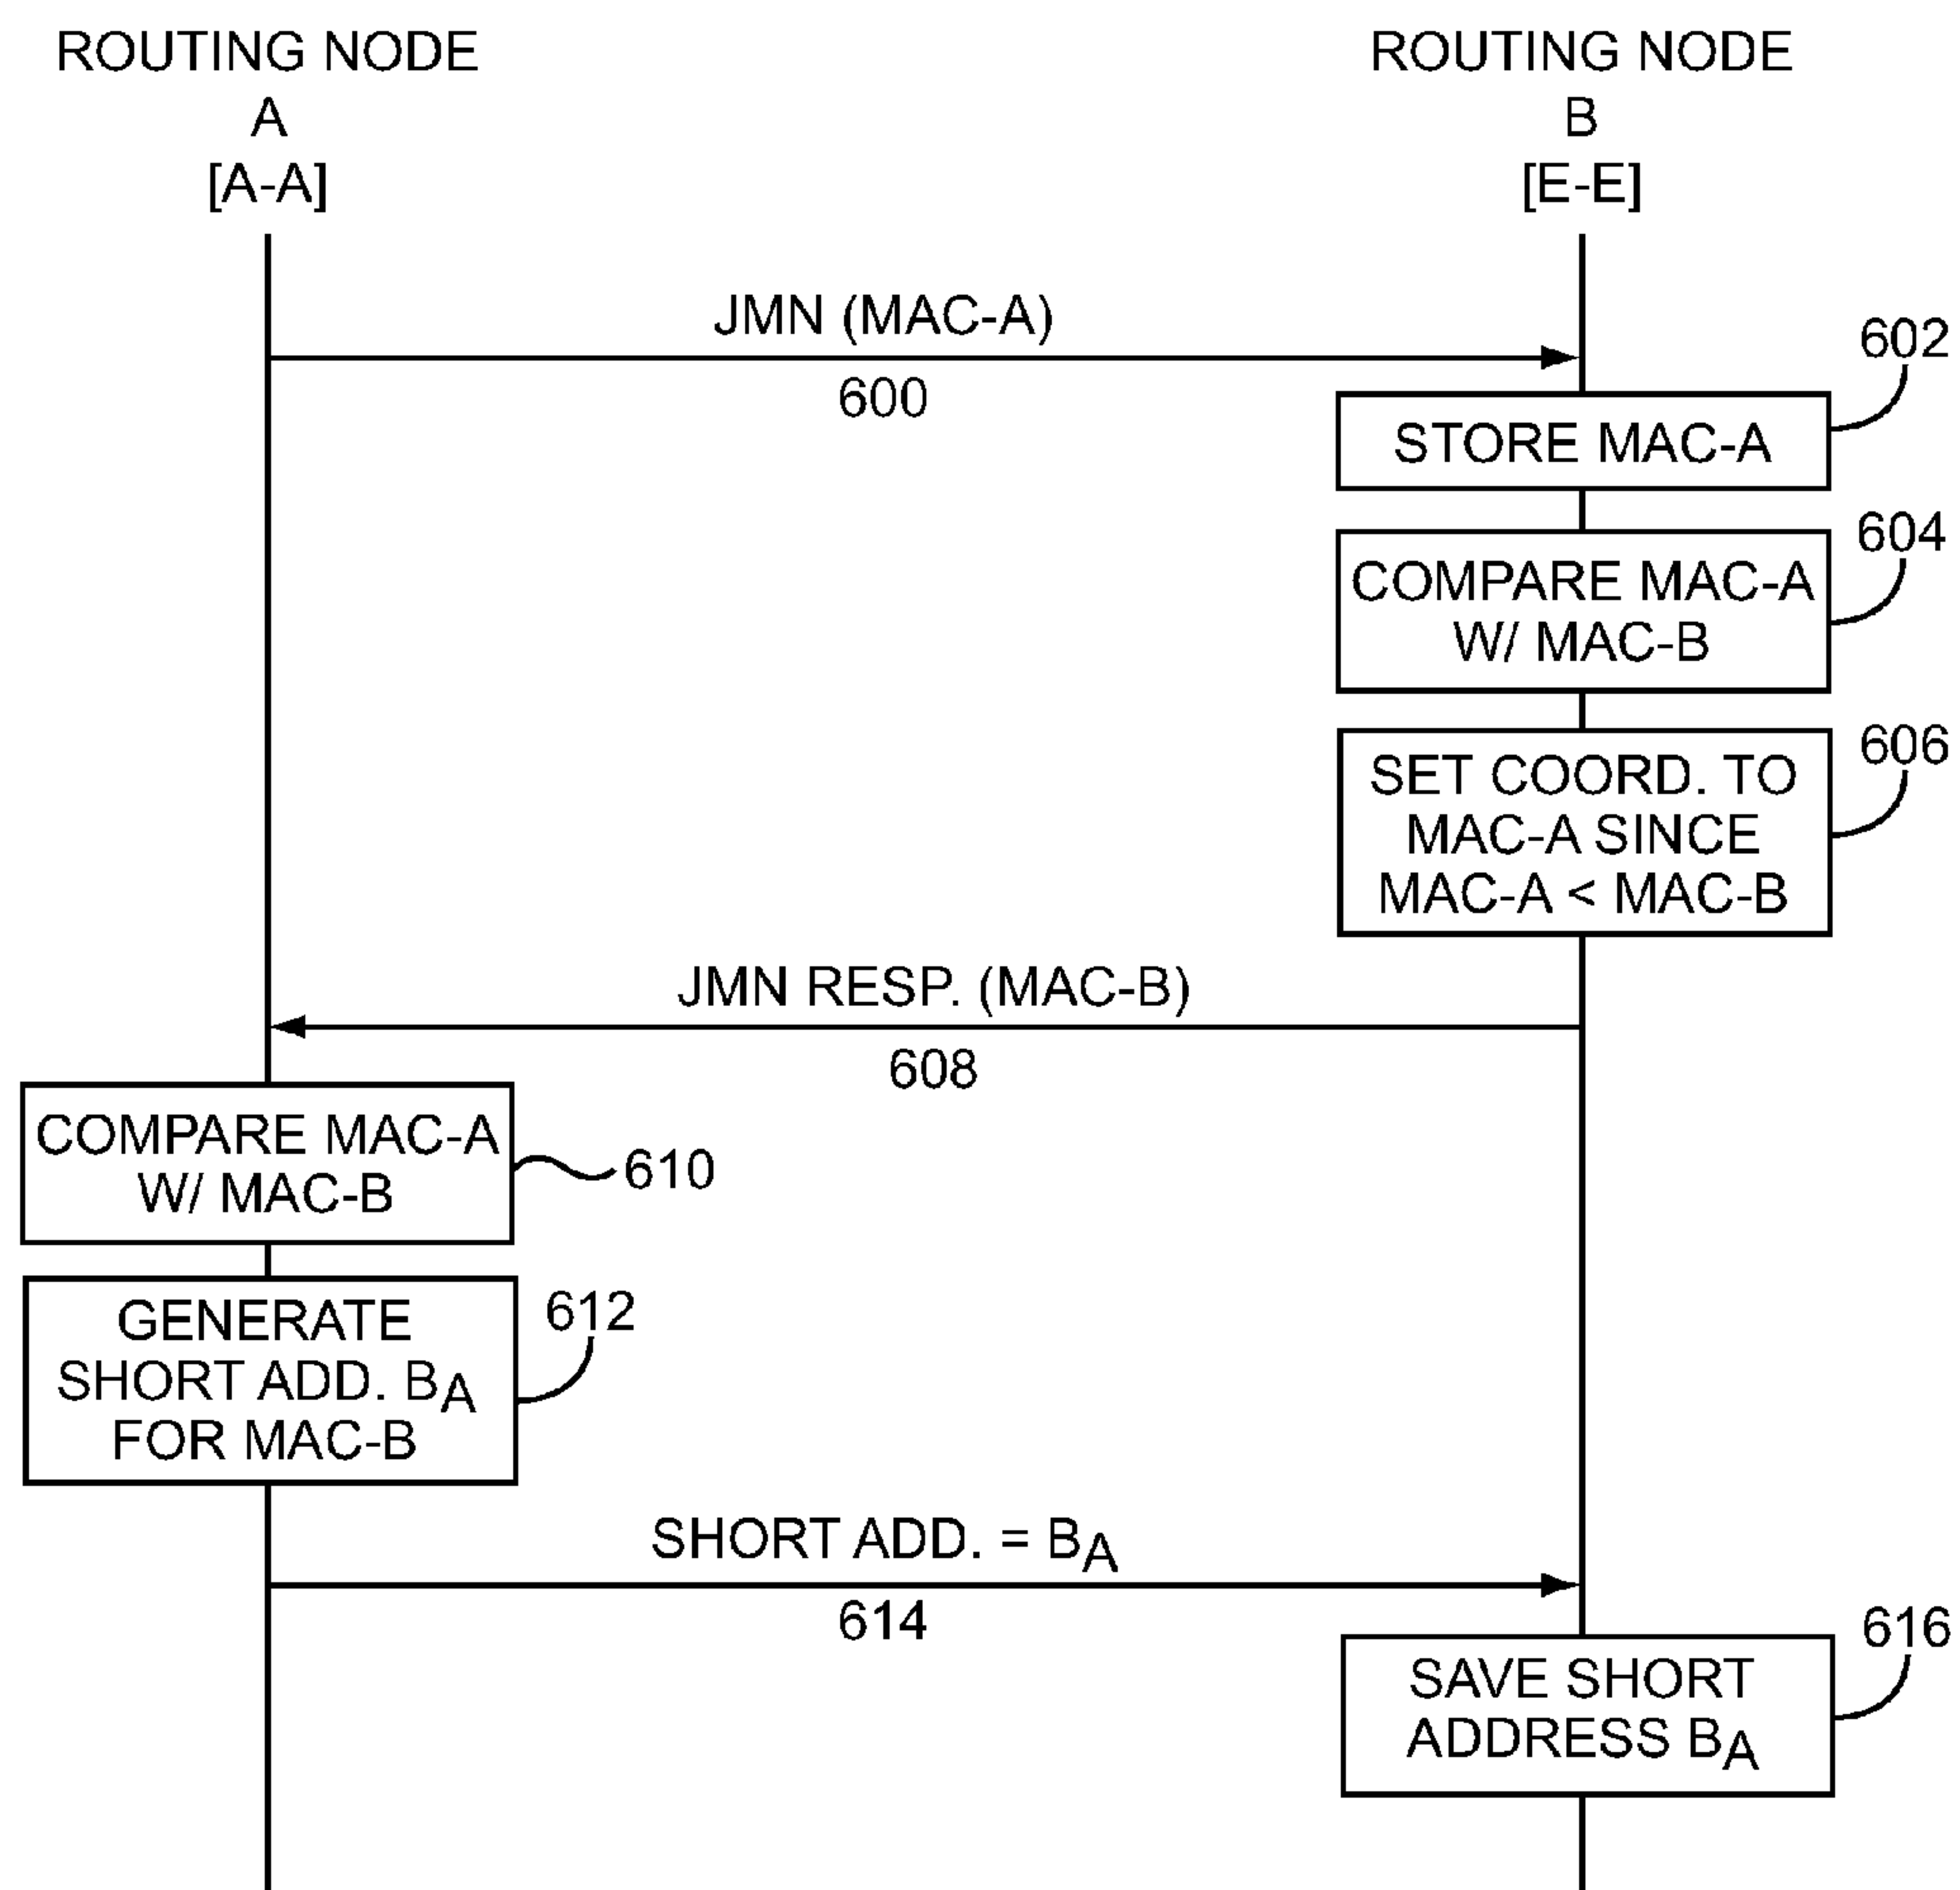 ROUTING NODE
A
[A-A]
ROUTING NODE
B
[E-E]
JMN (MAC-A)
600
602
STORE MAC-A
604
COMPARE MAC-A
W/ MAC-B
606
SET COORD. TO
MAC-A SINCE
MAC-A < MAC-B
JMN RESP. (MAC-B)
608
COMPARE MAC-A
W/ MAC-B
610
612
GENERATE
SHORT ADD. BA
FOR MAC-B
SHORT ADD. = BA
614
616
SAVE SHORT
ADDRESS BA